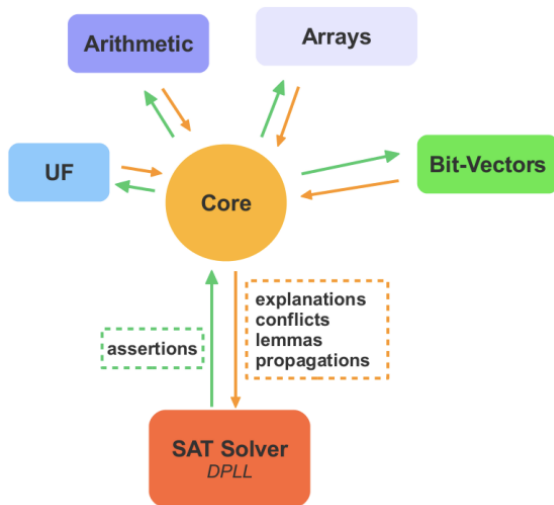 Arithmetic
Arrays
UF
Core
Bit-Vectors
assertions
explanations
conflicts
lemmas
propagations
SAT Solver
DPLL